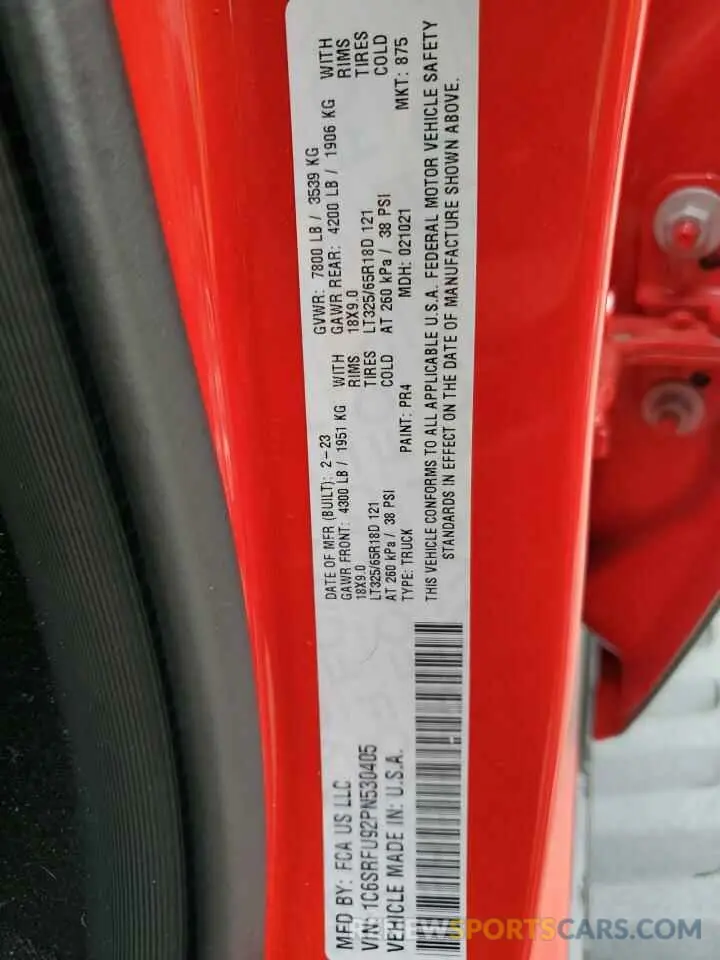 MFD BY: FCA US LLC
DATE OF MFR (BUILT): 2-23
GVWR: 7800 LB / 3539 KG
GAWR FRONT: 4300 LB / 1951 KG WITH
GAWR REAR: 4200 LB / 1906 KG WITH
18X9.0 RIMS
18X9.0 RIMS
LT325/65R18D 121 TIRES
LT325/65R18D 121 TIRES
AT 260 kPa / 38 PSI COLD
AT 260 kPa / 38 PSI COLD
VIN: 1C6SRFU92PN530405
TYPE: TRUCK PAINT: PR4 MDH: 021021 MKT: 875
VEHICLE MADE IN: U.S.A.
THIS VEHICLE CONFORMS TO ALL APPLICABLE U.S.A. FEDERAL MOTOR VEHICLE SAFETY
STANDARDS IN EFFECT ON THE DATE OF MANUFACTURE SHOWN ABOVE.
REVIEWSPORTSCARS.COM